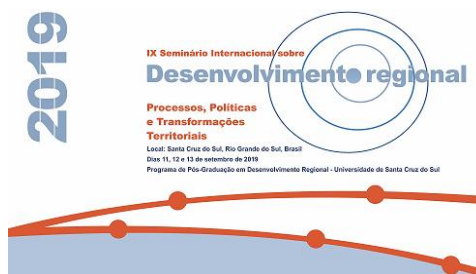 2019
IX Seminário Internacional sobre
Desenvolvimento regional
Processos, Políticas
e Transformações
Territoriais
Local: Santa Cruz do Sul, Rio Grande do Sul, Brasil
Dias 11, 12 e 13 de setembro de 2019
Programa de Pós-Graduação em Desenvolvimento Regional - Universidade de Santa Cruz do Sul